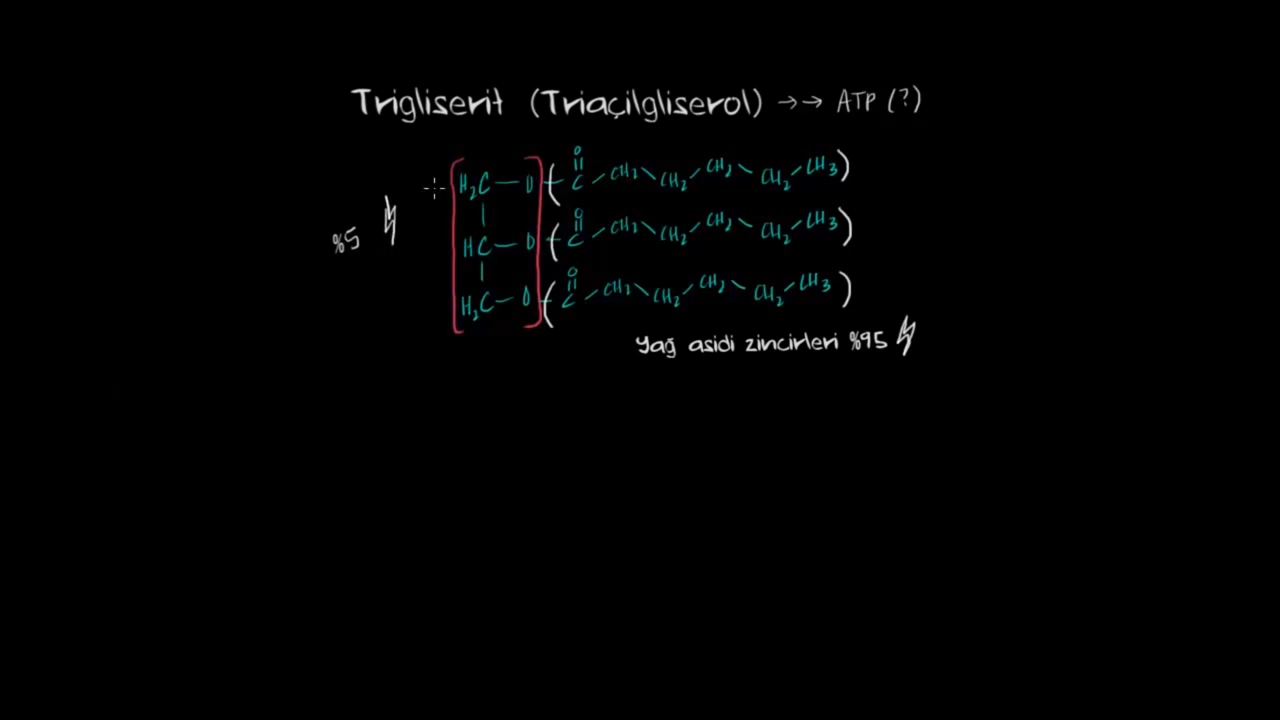 Trigliserit (Triaçilgliserol) →→ ATP (?)
O
H₂C — O — ( C / CH₂ \ CH₂ / CH₂ \ CH₂ / CH₃ )
O
HC — O — ( C / CH₂ \ CH₂ / CH₂ \ CH₂ / CH₃ )
%5
O
H₂C — O — ( C / CH₂ \ CH₂ / CH₂ \ CH₂ / CH₃ )
Yağ asidi zincirleri %95